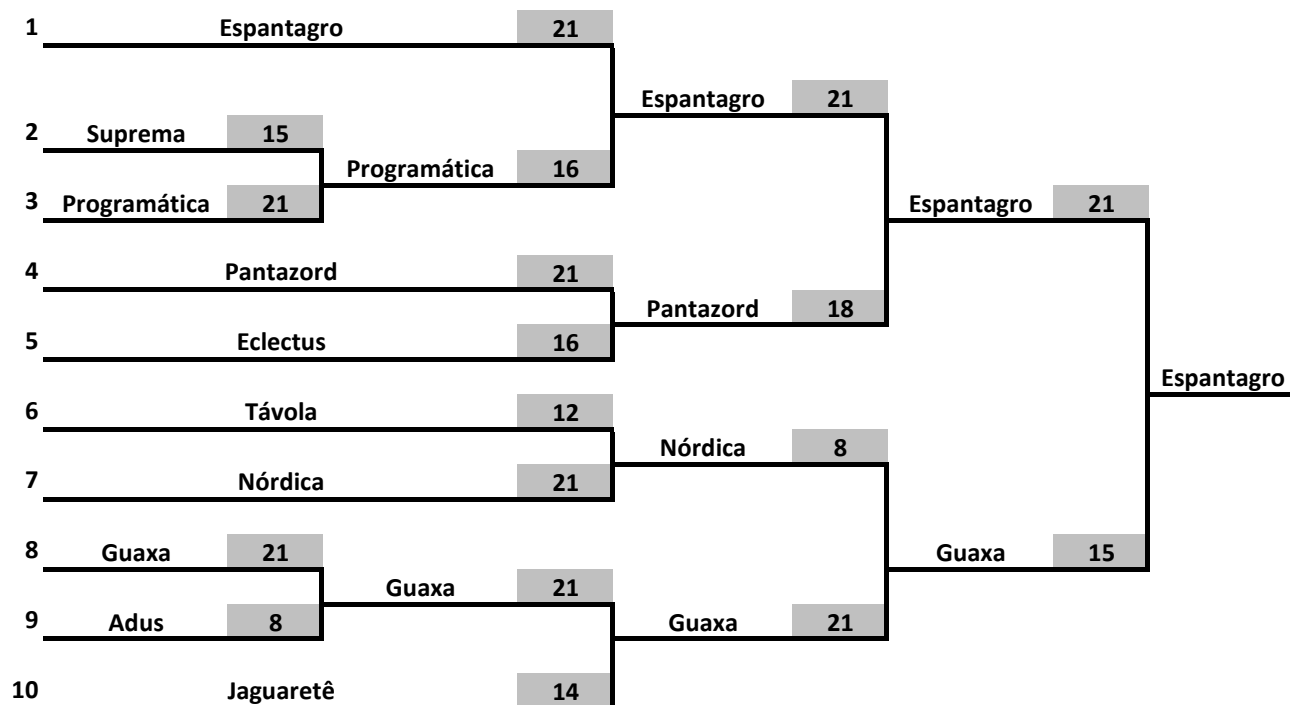 1 Espantagro 21
Espantagro 21
2 Suprema 15
Programática 16
3 Programática 21
Espantagro 21
4 Pantazord 21
Pantazord 18
5 Eclectus 16
Espantagro
6 Távola 12
Nórdica 8
7 Nórdica 21
8 Guaxa 21
Guaxa 15
Guaxa 21
9 Adus 8
Guaxa 21
10 Jaguaretê 14